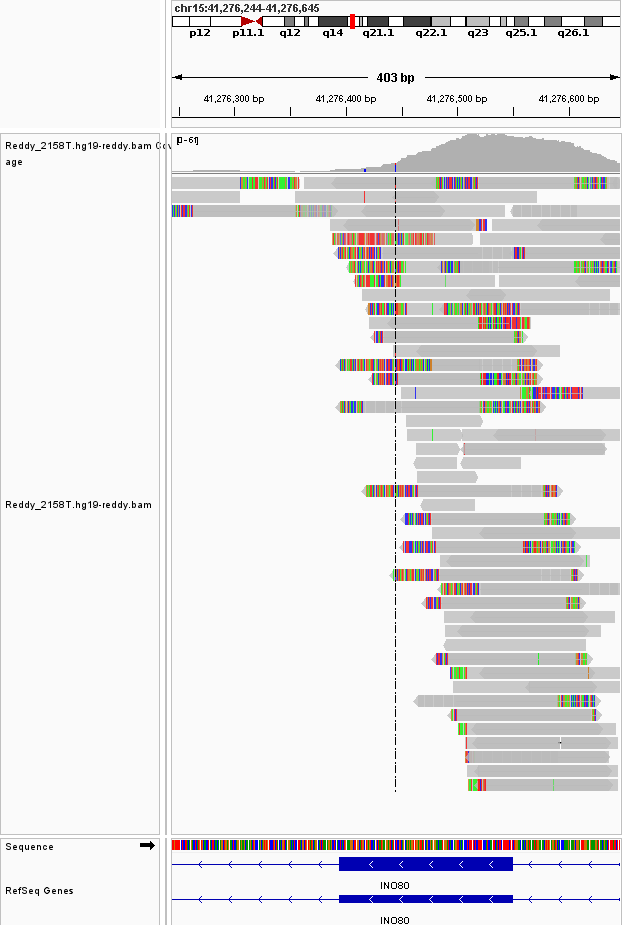 chr15:41,276,244-41,276,645
p12 p11.1 q12 q14 q21.1 q22.1 q23 q25.1 q26.1
403 bp
41,276,300 bp 41,276,400 bp 41,276,500 bp 41,276,600 bp
Reddy_2158T.hg19-reddy.bam Cov
age
[0-61]
Reddy_2158T.hg19-reddy.bam
Sequence
INO80
RefSeq Genes
INO80